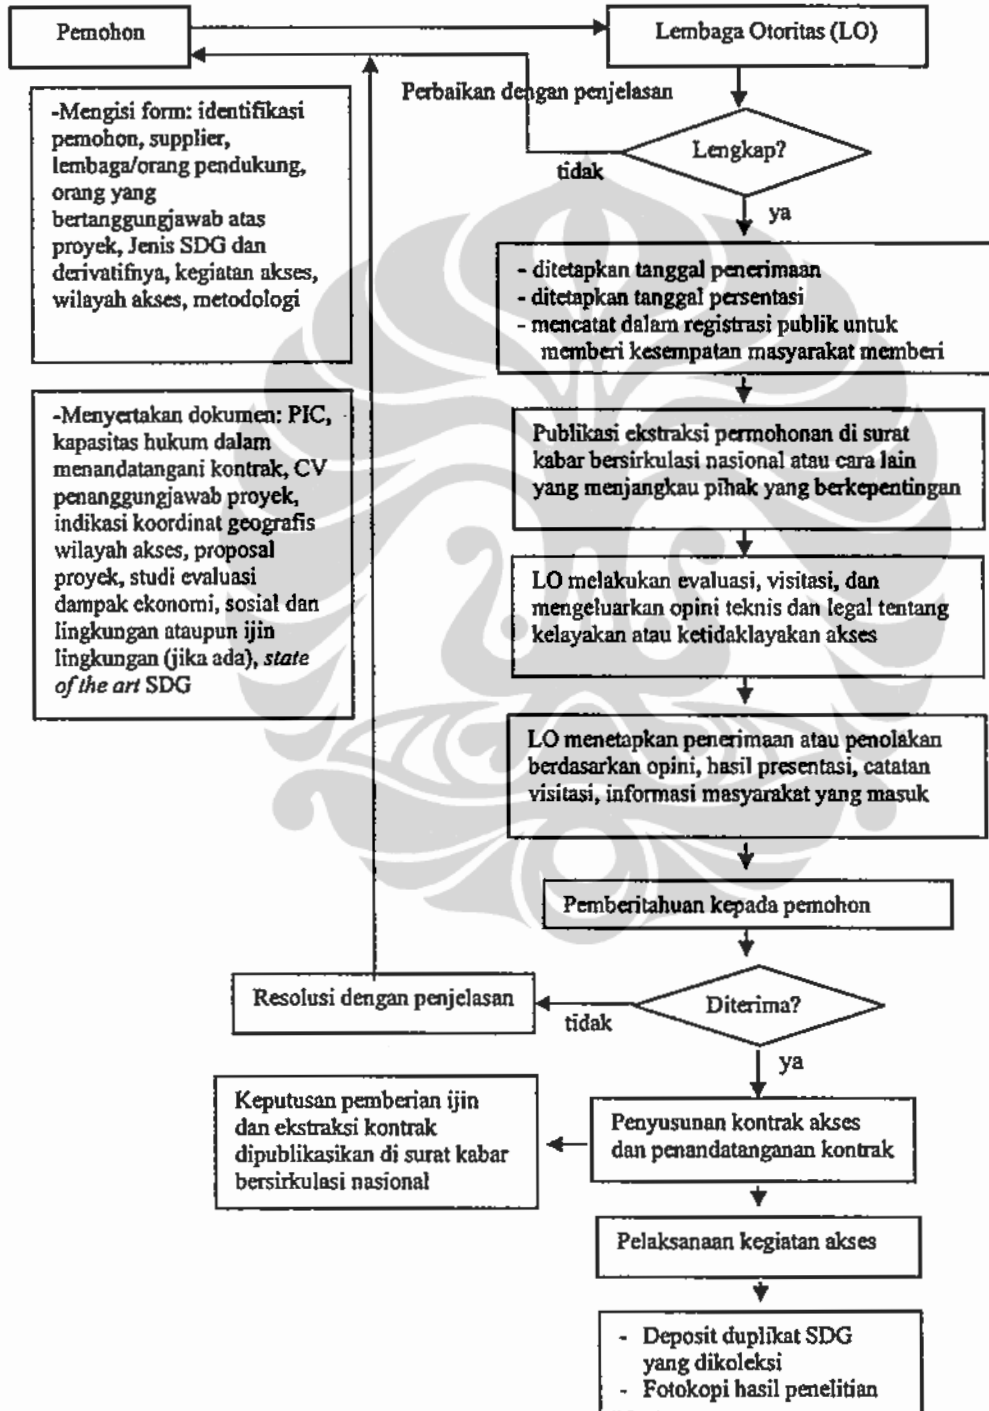 Pemohon
Lembaga Otoritas (LO)
Perbaikan dengan penjelasan
-Mengisi form: identifikasi
pemohon, supplier,
lembaga/orang pendukung,
orang yang
bertanggungjawab atas
proyek, Jenis SDG dan
derivatifnya, kegiatan akses,
wilayah akses, metodologi
Lengkap?
tidak
ya
- ditetapkan tanggal penerimaan
- ditetapkan tanggal persentasi
- mencatat dalam registrasi publik untuk
memberi kesempatan masyarakat memberi
-Menyertakan dokumen: PIC,
kapasitas hukum dalam
menandatangani kontrak, CV
penanggungjawab proyek,
indikasi koordinat geografis
wilayah akses, proposal
proyek, studi evaluasi
dampak ekonomi, sosial dan
lingkungan ataupun ijin
lingkungan (jika ada), state
of the art SDG
Publikasi ekstraksi permohonan di surat
kabar bersirkulasi nasional atau cara lain
yang menjangkau pihak yang berkepentingan
LO melakukan evaluasi, visitasi, dan
mengeluarkan opini teknis dan legal tentang
kelayakan atau ketidaklayakan akses
LO menetapkan penerimaan atau penolakan
berdasarkan opini, hasil presentasi, catatan
visitasi, informasi masyarakat yang masuk
Pemberitahuan kepada pemohon
Diterima?
tidak
Resolusi dengan penjelasan
ya
Keputusan pemberian ijin
dan ekstraksi kontrak
dipublikasikan di surat kabar
bersirkulasi nasional
Penyusunan kontrak akses
dan penandatanganan kontrak
Pelaksanaan kegiatan akses
- Deposit duplikat SDG
yang dikoleksi
- Fotokopi hasil penelitian